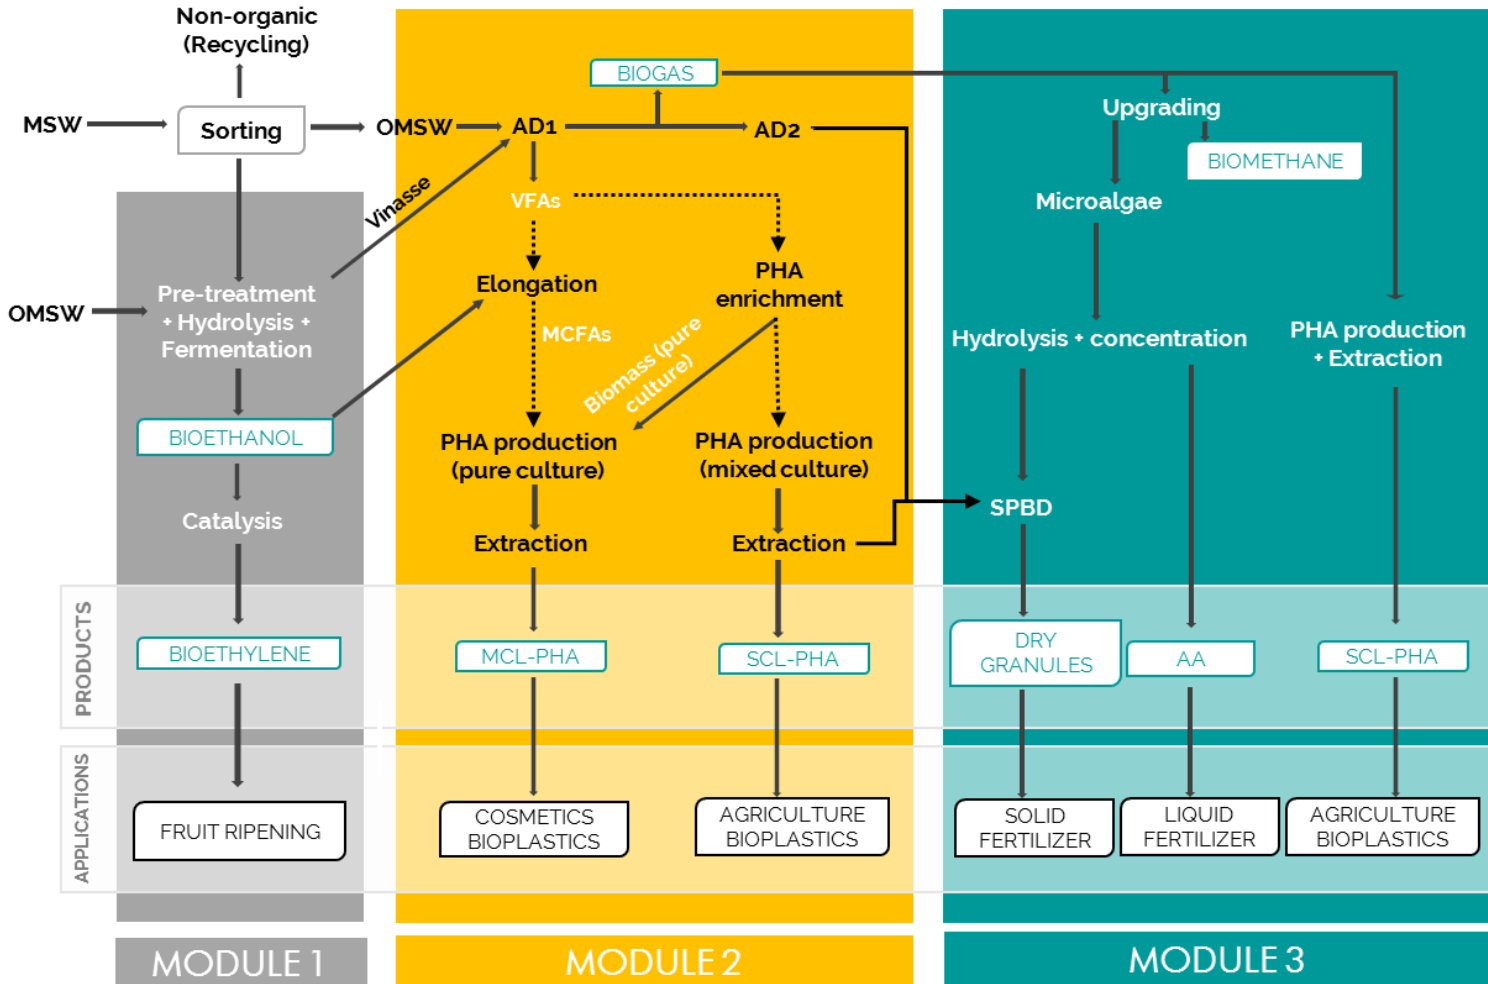 Non-organic
(Recycling)
MSW
Sorting
OMSW
AD1
BIOGAS
AD2
Upgrading
BIOMETHANE
Vinasse
VFAs
Microalgae
OMSW
Pre-treatment
+ Hydrolysis +
Fermentation
Elongation
PHA
enrichment
MCFAs
Biomass (pure
culture)
Hydrolysis + concentration
PHA production
+ Extraction
BIOETHANOL
PHA production
(pure culture)
PHA production
(mixed culture)
Catalysis
Extraction
Extraction
SPBD
PRODUCTS
BIOETHYLENE
MCL-PHA
SCL-PHA
DRY
GRANULES
AA
SCL-PHA
APPLICATIONS
FRUIT RIPENING
COSMETICS
BIOPLASTICS
AGRICULTURE
BIOPLASTICS
SOLID
FERTILIZER
LIQUID
FERTILIZER
AGRICULTURE
BIOPLASTICS
MODULE 1
MODULE 2
MODULE 3